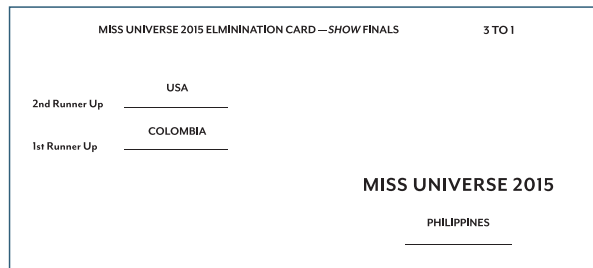 MISS UNIVERSE 2015 ELMININATION CARD — SHOW FINALS 3 TO 1
USA
2nd Runner Up
COLOMBIA
1st Runner Up
MISS UNIVERSE 2015
PHILIPPINES